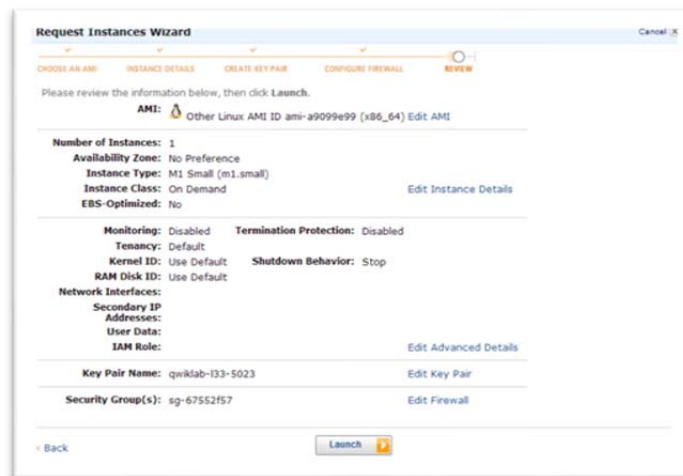 Request Instances Wizard
Cancel X
CHOOSE AN AMI INSTANCE DETAILS CREATE KEY PAIR CONFIGURE FIREWALL REVIEW
Please review the information below, then click Launch.
AMI: Other Linux AMI ID ami-a9099e99 (x86_64) Edit AMI
Number of Instances: 1
Availability Zone: No Preference
Instance Type: M1 Small (m1.small)
Instance Class: On Demand Edit Instance Details
EBS-Optimized: No
Monitoring: Disabled Termination Protection: Disabled
Tenancy: Default
Kernel ID: Use Default Shutdown Behavior: Stop
RAM Disk ID: Use Default
Network Interfaces:
Secondary IP
Addresses:
User Data:
IAM Role: Edit Advanced Details
Key Pair Name: qwiklab-l33-5023 Edit Key Pair
Security Group(s): sg-67552f57 Edit Firewall
< Back Launch